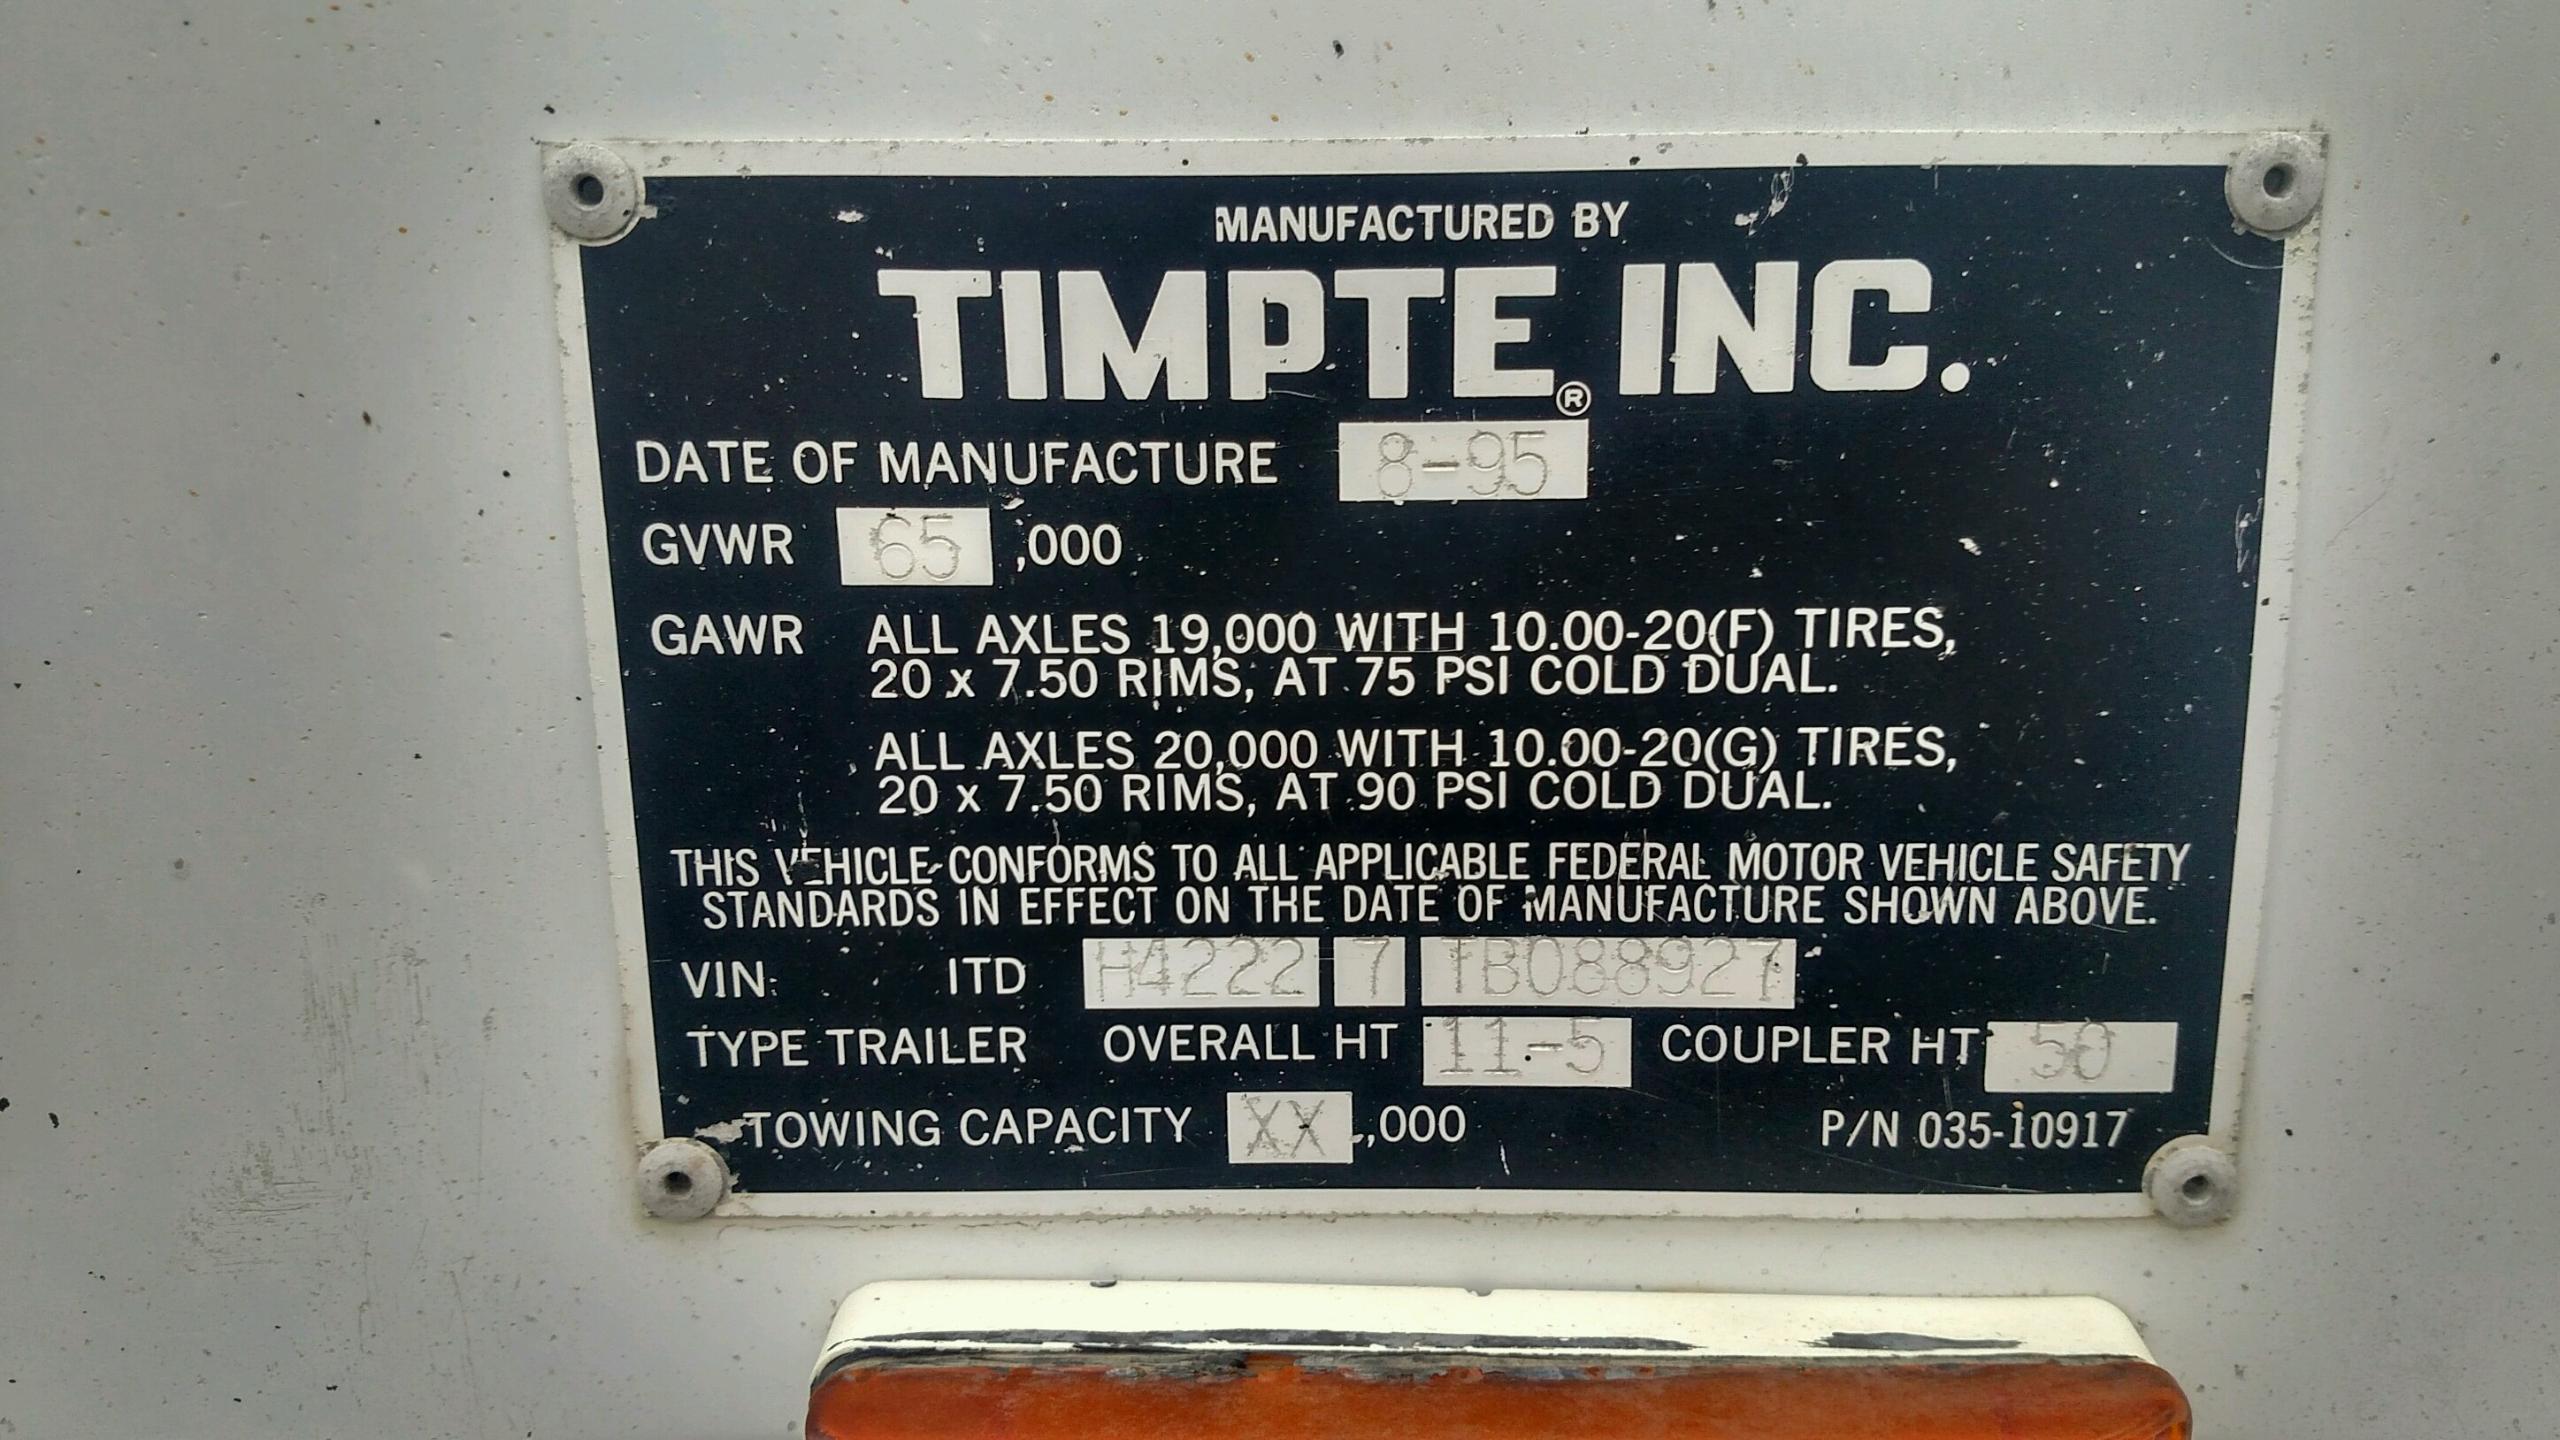 MANUFACTURED BY
TIMPTE® INC.
DATE OF MANUFACTURE 8-95
GVWR 65 ,000
GAWR ALL AXLES 19,000 WITH 10.00-20(F) TIRES,
20 x 7.50 RIMS, AT 75 PSI COLD DUAL.
ALL AXLES 20,000 WITH 10.00-20(G) TIRES,
20 x 7.50 RIMS, AT 90 PSI COLD DUAL.
THIS VEHICLE CONFORMS TO ALL APPLICABLE FEDERAL MOTOR VEHICLE SAFETY
STANDARDS IN EFFECT ON THE DATE OF MANUFACTURE SHOWN ABOVE.
VIN: ITD H4222 7 TB088927
TYPE TRAILER OVERALL HT 11-5 COUPLER HT 50
TOWING CAPACITY XX ,000 P/N 035-10917